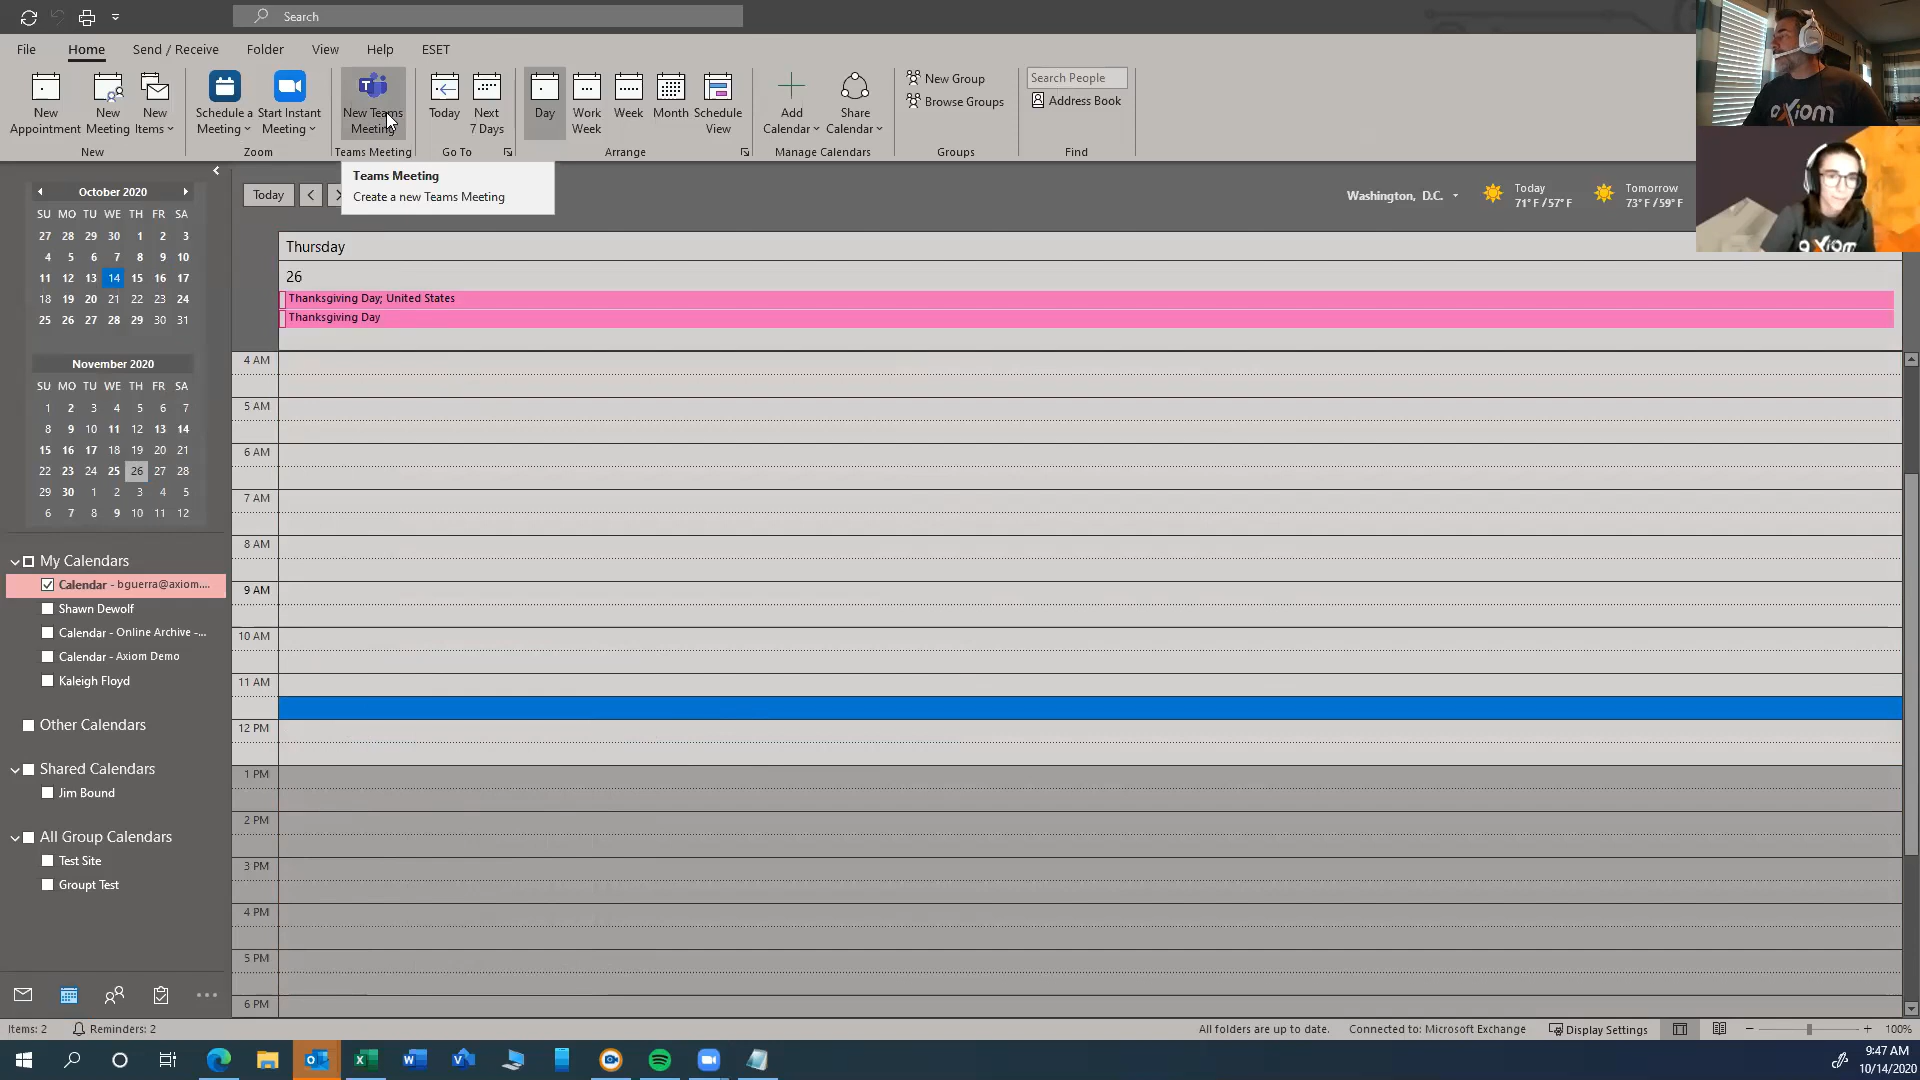 Search
File Home Send / Receive Folder View Help ESET
New Appointment
New Meeting
New Items
Schedule a Meeting
Start Instant Meeting
New Teams Meeting
Today
Next 7 Days
Day
Work Week
Week
Month
Schedule View
Add Calendar
Share Calendar
New Group
Browse Groups
Search People
Address Book
New Zoom Teams Meeting Go To Arrange Manage Calendars Groups Find
Teams Meeting
Create a new Teams Meeting
axiom
axiom
October 2020
SU MO TU WE TH FR SA
27 28 29 30 1 2 3
4 5 6 7 8 9 10
11 12 13 14 15 16 17
18 19 20 21 22 23 24
25 26 27 28 29 30 31
November 2020
SU MO TU WE TH FR SA
1 2 3 4 5 6 7
8 9 10 11 12 13 14
15 16 17 18 19 20 21
22 23 24 25 26 27 28
29 30 1 2 3 4 5
6 7 8 9 10 11 12
My Calendars
Calendar - bguerra@axiom....
Shawn Dewolf
Calendar - Online Archive -...
Calendar - Axiom Demo
Kaleigh Floyd
Other Calendars
Shared Calendars
Jim Bound
All Group Calendars
Test Site
Groupt Test
Today
Washington, D.C.
Today
71° F / 57° F
Tomorrow
73° F / 59° F
Thursday
26
Thanksgiving Day; United States
Thanksgiving Day
4 AM
5 AM
6 AM
7 AM
8 AM
9 AM
10 AM
11 AM
12 PM
1 PM
2 PM
3 PM
4 PM
5 PM
6 PM
Items: 2 Reminders: 2 All folders are up to date. Connected to: Microsoft Exchange Display Settings 100%
9:47 AM
10/14/2020